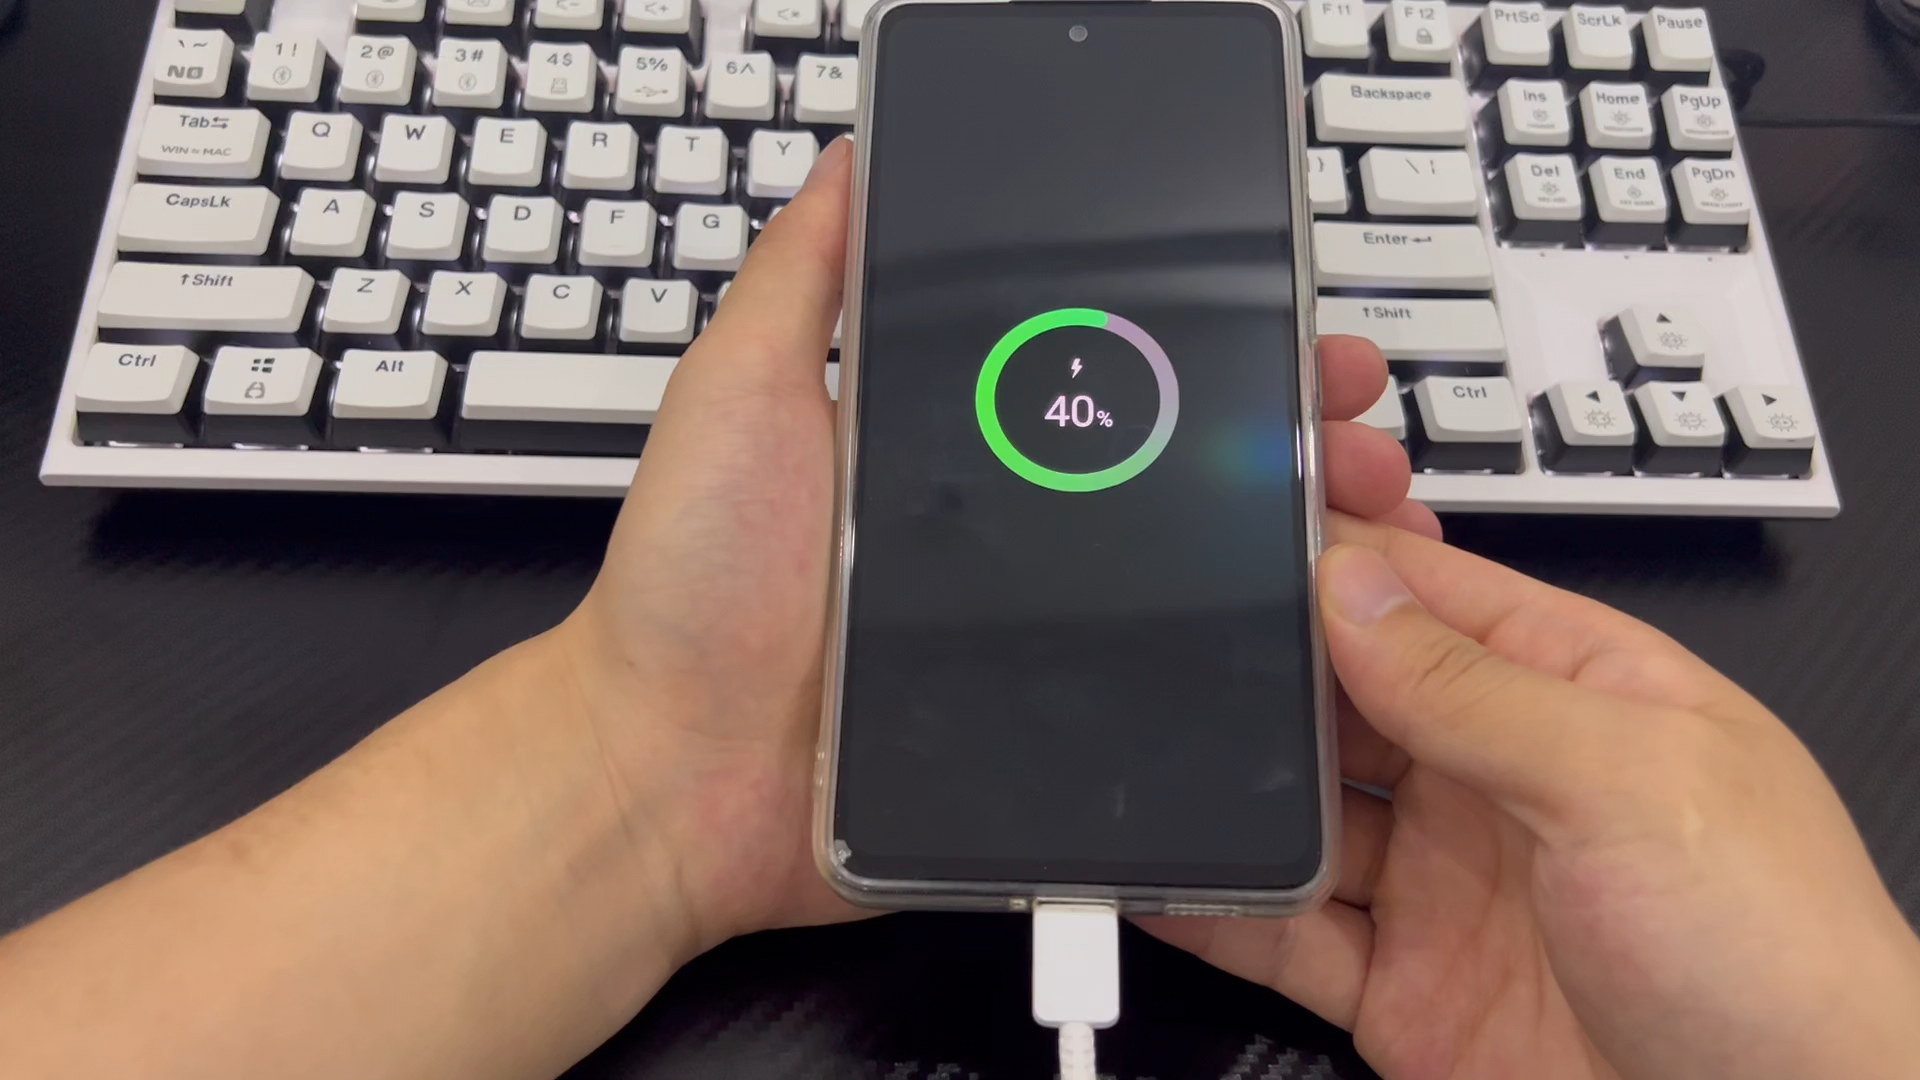 F11 F12 PrtSc ScrLk Pause
\ ~ 1 ! 2 @ 3 # 4 $ 5 % 6 ^ 7 & Backspace Ins Home PgUp
N
Tab Q W E R T Y } \ | Del End PgDn
WIN MAC
CapsLk A S D F G Enter
Shift Z X C V Shift
Ctrl Alt Ctrl
40%